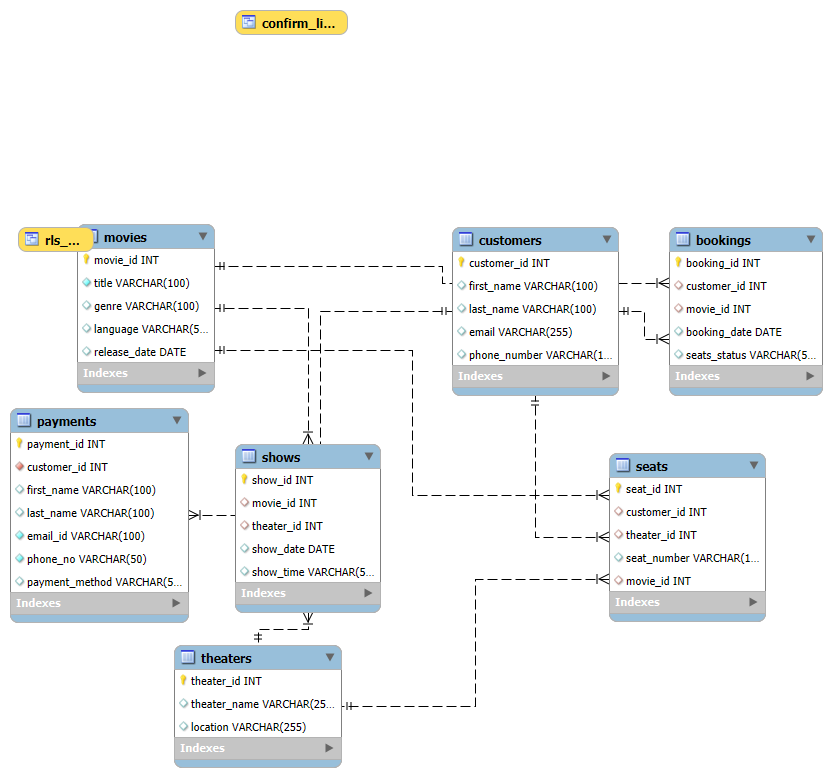 confirm_li...
rls_...
movies
movie_id INT
title VARCHAR(100)
genre VARCHAR(100)
language VARCHAR(5...
release_date DATE
Indexes
customers
customer_id INT
first_name VARCHAR(100)
last_name VARCHAR(100)
email VARCHAR(255)
phone_number VARCHAR(1...
Indexes
bookings
booking_id INT
customer_id INT
movie_id INT
booking_date DATE
seats_status VARCHAR(5...
Indexes
payments
payment_id INT
customer_id INT
first_name VARCHAR(100)
last_name VARCHAR(100)
email_id VARCHAR(100)
phone_no VARCHAR(50)
payment_method VARCHAR(5...
Indexes
shows
show_id INT
movie_id INT
theater_id INT
show_date DATE
show_time VARCHAR(5...
Indexes
seats
seat_id INT
customer_id INT
theater_id INT
seat_number VARCHAR(1...
movie_id INT
Indexes
theaters
theater_id INT
theater_name VARCHAR(25...
location VARCHAR(255)
Indexes